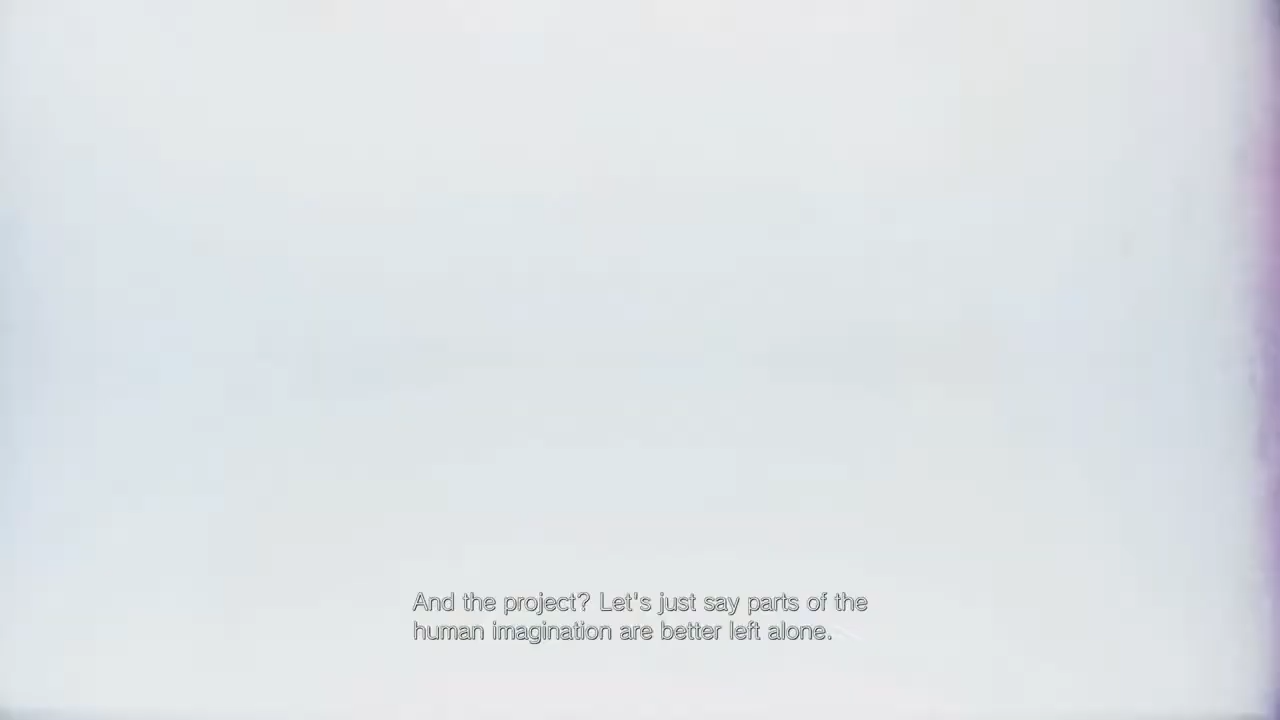 And the project? Let's just say parts of the
human imagination are better left alone.